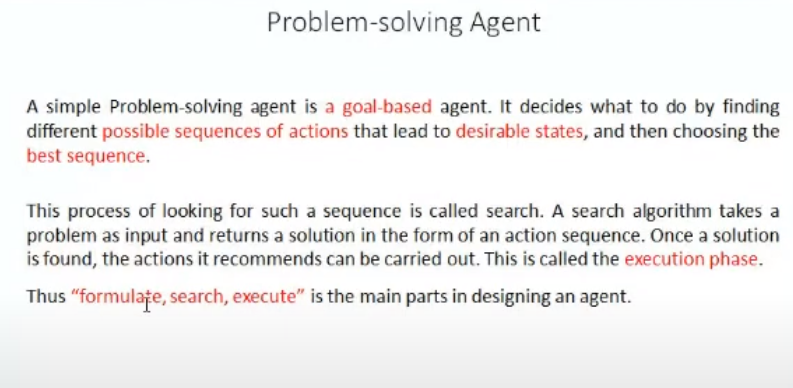 Problem-solving Agent
A simple Problem-solving agent is a goal-based agent. It decides what to do by finding
different possible sequences of actions that lead to desirable states, and then choosing the
best sequence.
This process of looking for such a sequence is called search. A search algorithm takes a
problem as input and returns a solution in the form of an action sequence. Once a solution
is found, the actions it recommends can be carried out. This is called the execution phase.
Thus “formulate, search, execute” is the main parts in designing an agent.